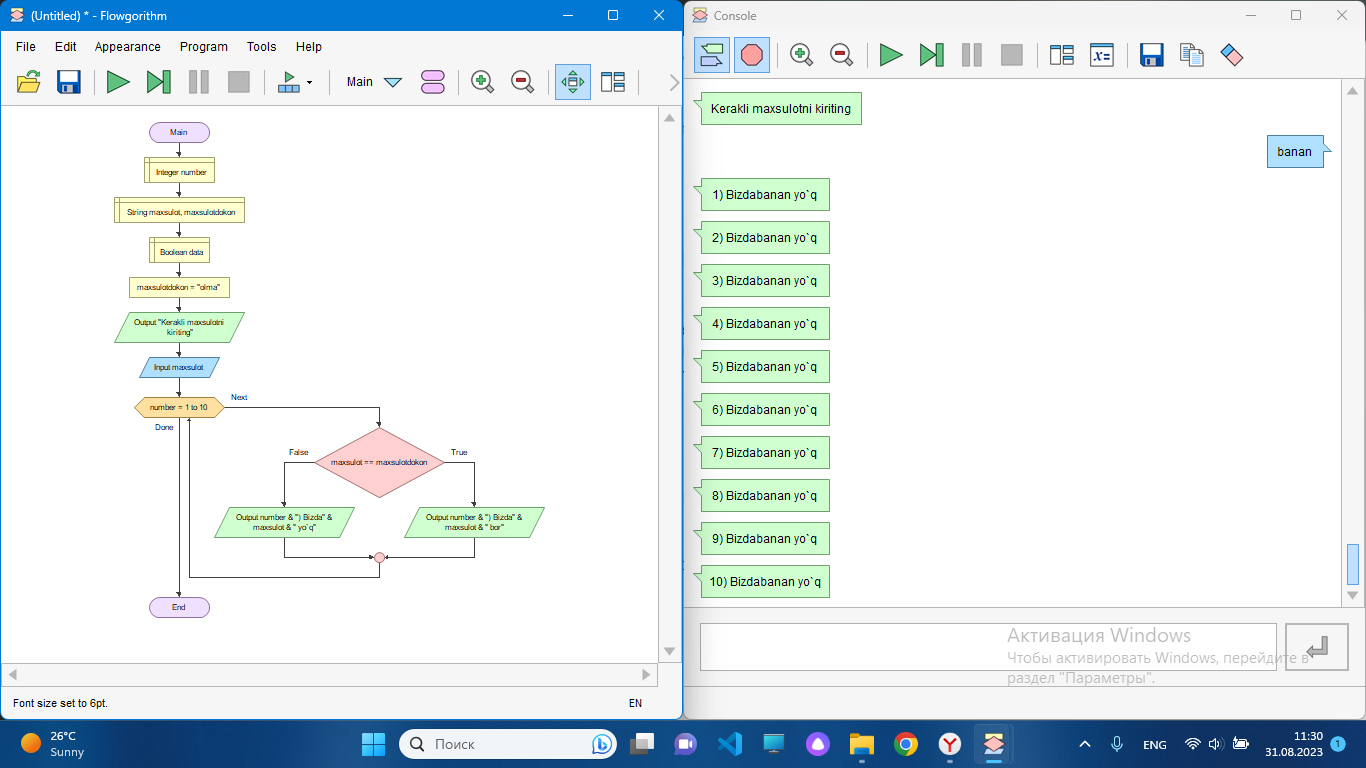 (Untitled) * - Flowgorithm
File Edit Appearance Program Tools Help
Main
Main
Integer number
String maxsulot, maxsulotdokon
Boolean data
maxsulotdokon = "olma"
Output "Kerakli maxsulotni
kiriting"
Input maxsulot
number = 1 to 10
Next
Done
False
True
maxsulot == maxsulotdokon
Output number & ") Bizda" &
maxsulot & " yo`q"
Output number & ") Bizda" &
maxsulot & " bor"
End
Font size set to 6pt.
EN
Console
x=
Kerakli maxsulotni kiriting
banan
1) Bizdabanan yo`q
2) Bizdabanan yo`q
3) Bizdabanan yo`q
4) Bizdabanan yo`q
5) Bizdabanan yo`q
6) Bizdabanan yo`q
7) Bizdabanan yo`q
8) Bizdabanan yo`q
9) Bizdabanan yo`q
10) Bizdabanan yo`q
Активация Windows
Чтобы активировать Windows, перейдите в
раздел "Параметры".
26°C
Sunny
Поиск
ENG
11:30
31.08.2023
1